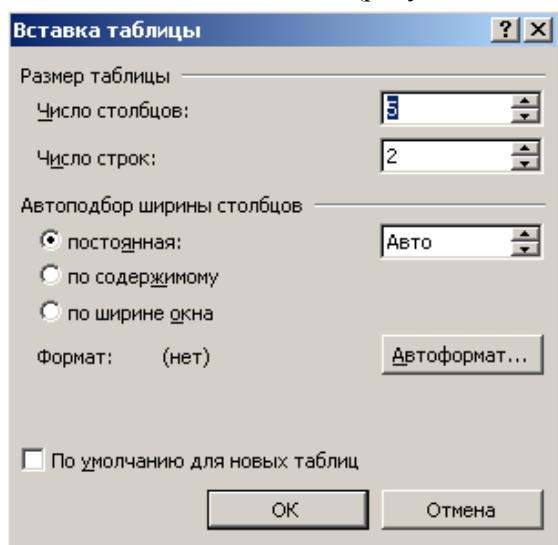 Вставка таблицы
Размер таблицы
Число столбцов: 5
Число строк: 2
Автоподбор ширины столбцов
постоянная: Авто
по содержимому
по ширине окна
Формат: (нет) Автоформат...
По умолчанию для новых таблиц
ОК Отмена